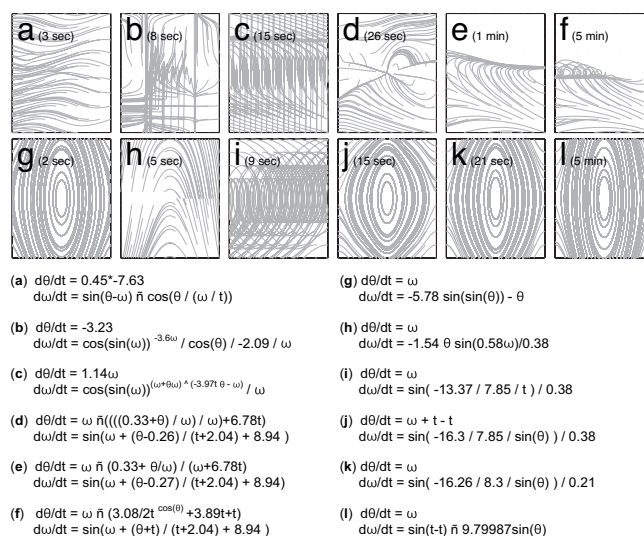 a (3 sec) b (8 sec) c (15 sec) d (26 sec) e (1 min) f (5 min)
g (2 sec) h (5 sec) i (9 sec) j (15 sec) k (21 sec) l (5 min)
(a) dθ/dt = 0.45*-7.63
dω/dt = sin(θ-ω) ñ cos(θ / (ω / t))
(b) dθ/dt = -3.23
dω/dt = cos(sin(ω)) ^-3.6ω / cos(θ) / -2.09 / ω
(c) dθ/dt = 1.14ω
dω/dt = cos(sin(ω))^(ω+θω) ^ (-3.97t θ - ω) / ω
(d) dθ/dt = ω ñ((((0.33+θ) / ω) / ω)+6.78t)
dω/dt = sin(ω + (θ-0.26) / (t+2.04) + 8.94 )
(e) dθ/dt = ω ñ (0.33+ θ/ω) / (ω+6.78t)
dω/dt = sin(ω + (θ-0.27) / (t+2.04) + 8.94)
(f) dθ/dt = ω ñ (3.08/2t ^cos(θ) +3.89t+t)
dω/dt = sin(ω + (θ+t) / (t+2.04) + 8.94 )
(g) dθ/dt = ω
dω/dt = -5.78 sin(sin(θ)) - θ
(h) dθ/dt = ω
dω/dt = -1.54 θ sin(0.58ω)/0.38
(i) dθ/dt = ω
dω/dt = sin( -13.37 / 7.85 / t ) / 0.38
(j) dθ/dt = ω + t - t
dω/dt = sin( -16.3 / 7.85 / sin(θ) ) / 0.38
(k) dθ/dt = ω
dω/dt = sin( -16.26 / 8.3 / sin(θ) ) / 0.21
(l) dθ/dt = ω
dω/dt = sin(t-t) ñ 9.79987sin(θ)